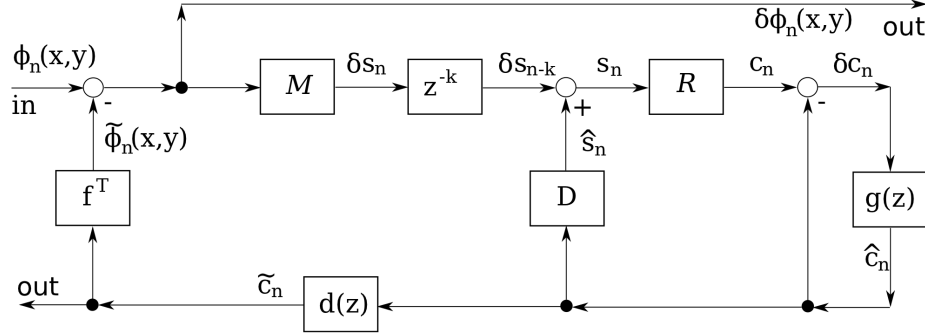 δϕₙ(x,y)
out
ϕₙ(x,y)
in
-
M
δsₙ
z⁻ᵏ
δsₙ₋ₖ
+
sₙ
R
cₙ
-
δcₙ
ϕ̃ₙ(x,y)
ŝₙ
fᵀ
D
g(z)
ĉₙ
out
c̃ₙ
d(z)